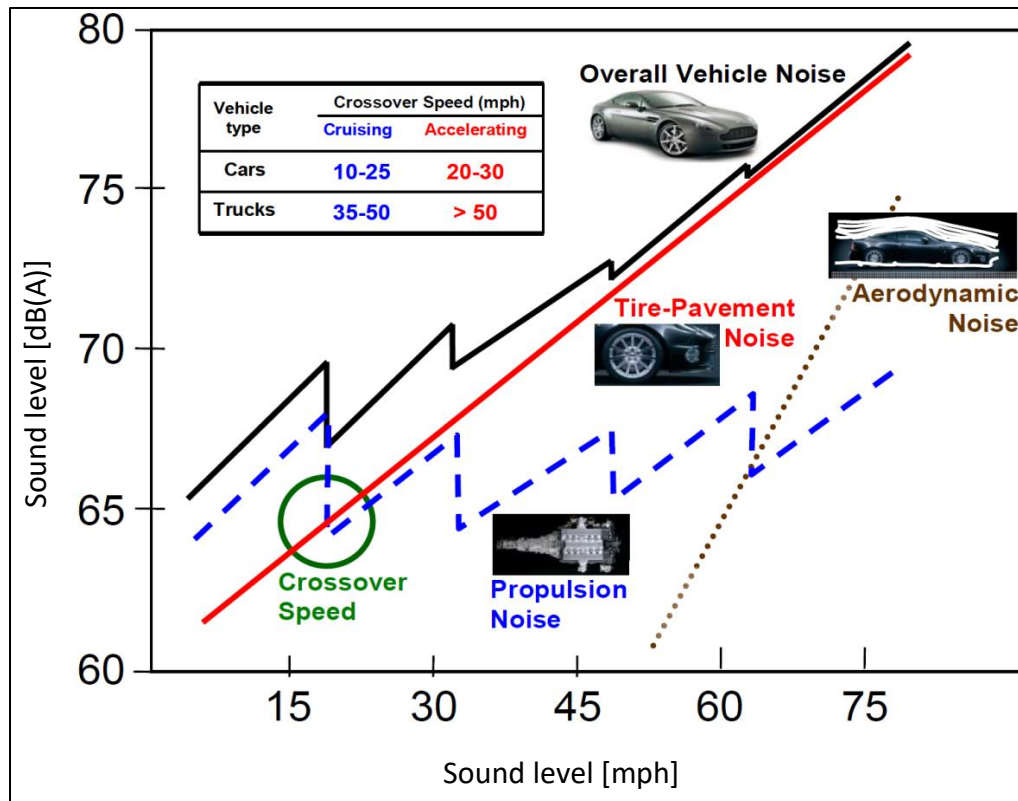 80
75
70
65
60
Sound level [dB(A)]
Vehicle type
Crossover Speed (mph)
Cruising
Accelerating
Cars
10-25
20-30
Trucks
35-50
> 50
Overall Vehicle Noise
Tire-Pavement
Noise
Aerodynamic
Noise
Crossover
Speed
Propulsion
Noise
15
30
45
60
75
Sound level [mph]